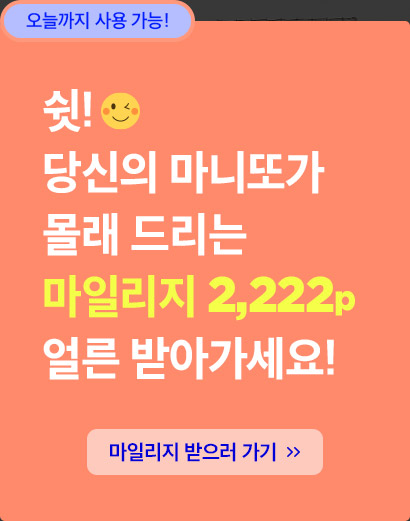 오늘까지 사용 가능!
쉿!
당신의 마니또가
몰래 드리는
마일리지 2,222p
얼른 받아가세요!
마일리지 받으러 가기 »